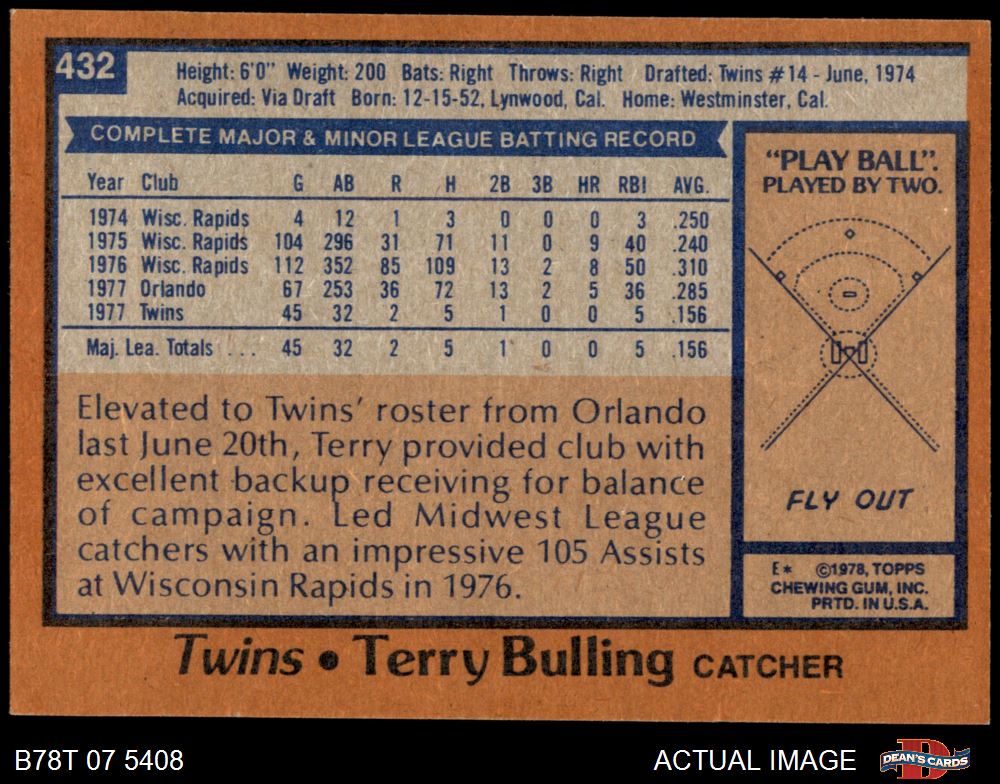 432
Height: 6'0" Weight: 200 Bats: Right Throws: Right Drafted: Twins #14 - June, 1974
Acquired: Via Draft Born: 12-15-52, Lynwood, Cal. Home: Westminster, Cal.
COMPLETE MAJOR & MINOR LEAGUE BATTING RECORD
Year Club G AB R H 2B 3B HR RBI AVG.
1974 Wisc. Rapids 4 12 1 3 0 0 0 3 .250
1975 Wisc. Rapids 104 296 31 71 11 0 9 40 .240
1976 Wisc. Rapids 112 352 85 109 13 2 8 50 .310
1977 Orlando 67 253 36 72 13 2 5 36 .285
1977 Twins 45 32 2 5 1 0 0 5 .156
Maj. Lea. Totals . . . 45 32 2 5 1 0 0 5 .156
Elevated to Twins' roster from Orlando
last June 20th, Terry provided club with
excellent backup receiving for balance
of campaign. Led Midwest League
catchers with an impressive 105 Assists
at Wisconsin Rapids in 1976.
"PLAY BALL".
PLAYED BY TWO.
FLY OUT
E* ©1978, TOPPS
CHEWING GUM, INC.
PRTD. IN U.S.A.
Twins • Terry Bulling CATCHER
B78T 07 5408
ACTUAL IMAGE
D
DEAN'S CARDS